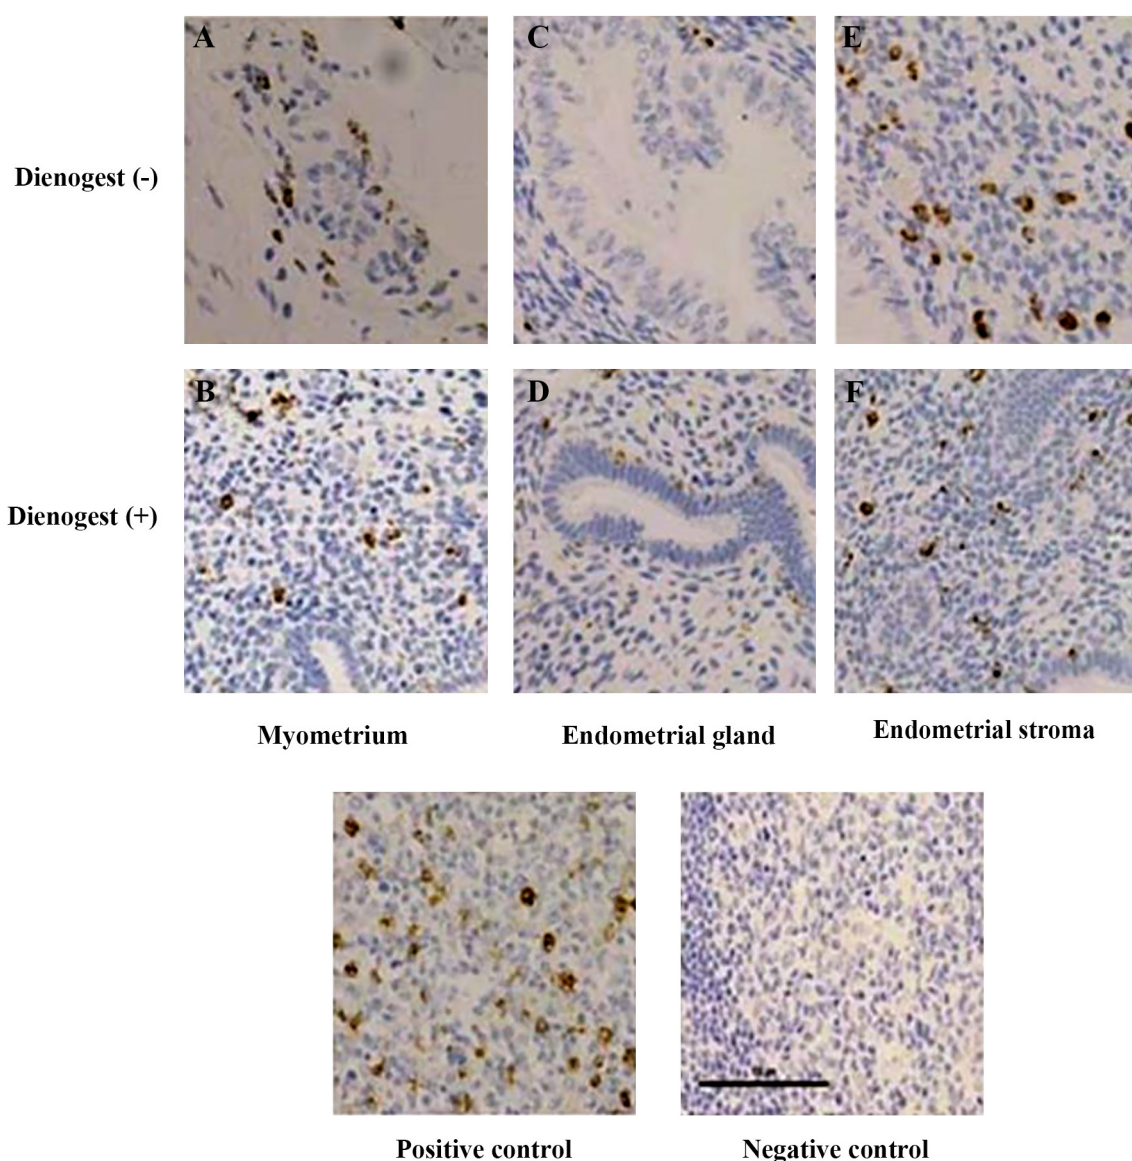 A
C
E
Dienogest (-)
B
D
F
Dienogest (+)
Myometrium
Endometrial gland
Endometrial stroma
Positive control
Negative control